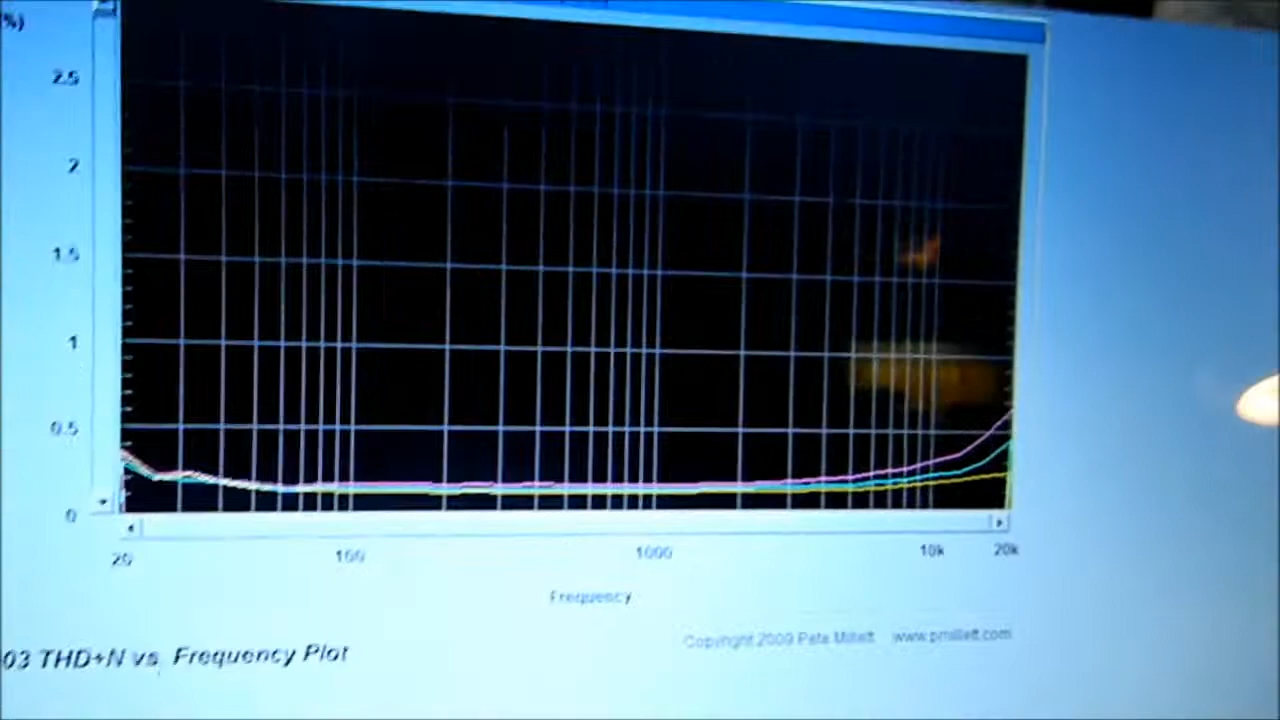 %)
2.5
2
1.5
1
0.5
0
20 100 1000 10k 20k
Frequency
Copyright 2009 Pete Millett www.pmillett.com
03 THD+N vs Frequency Plot